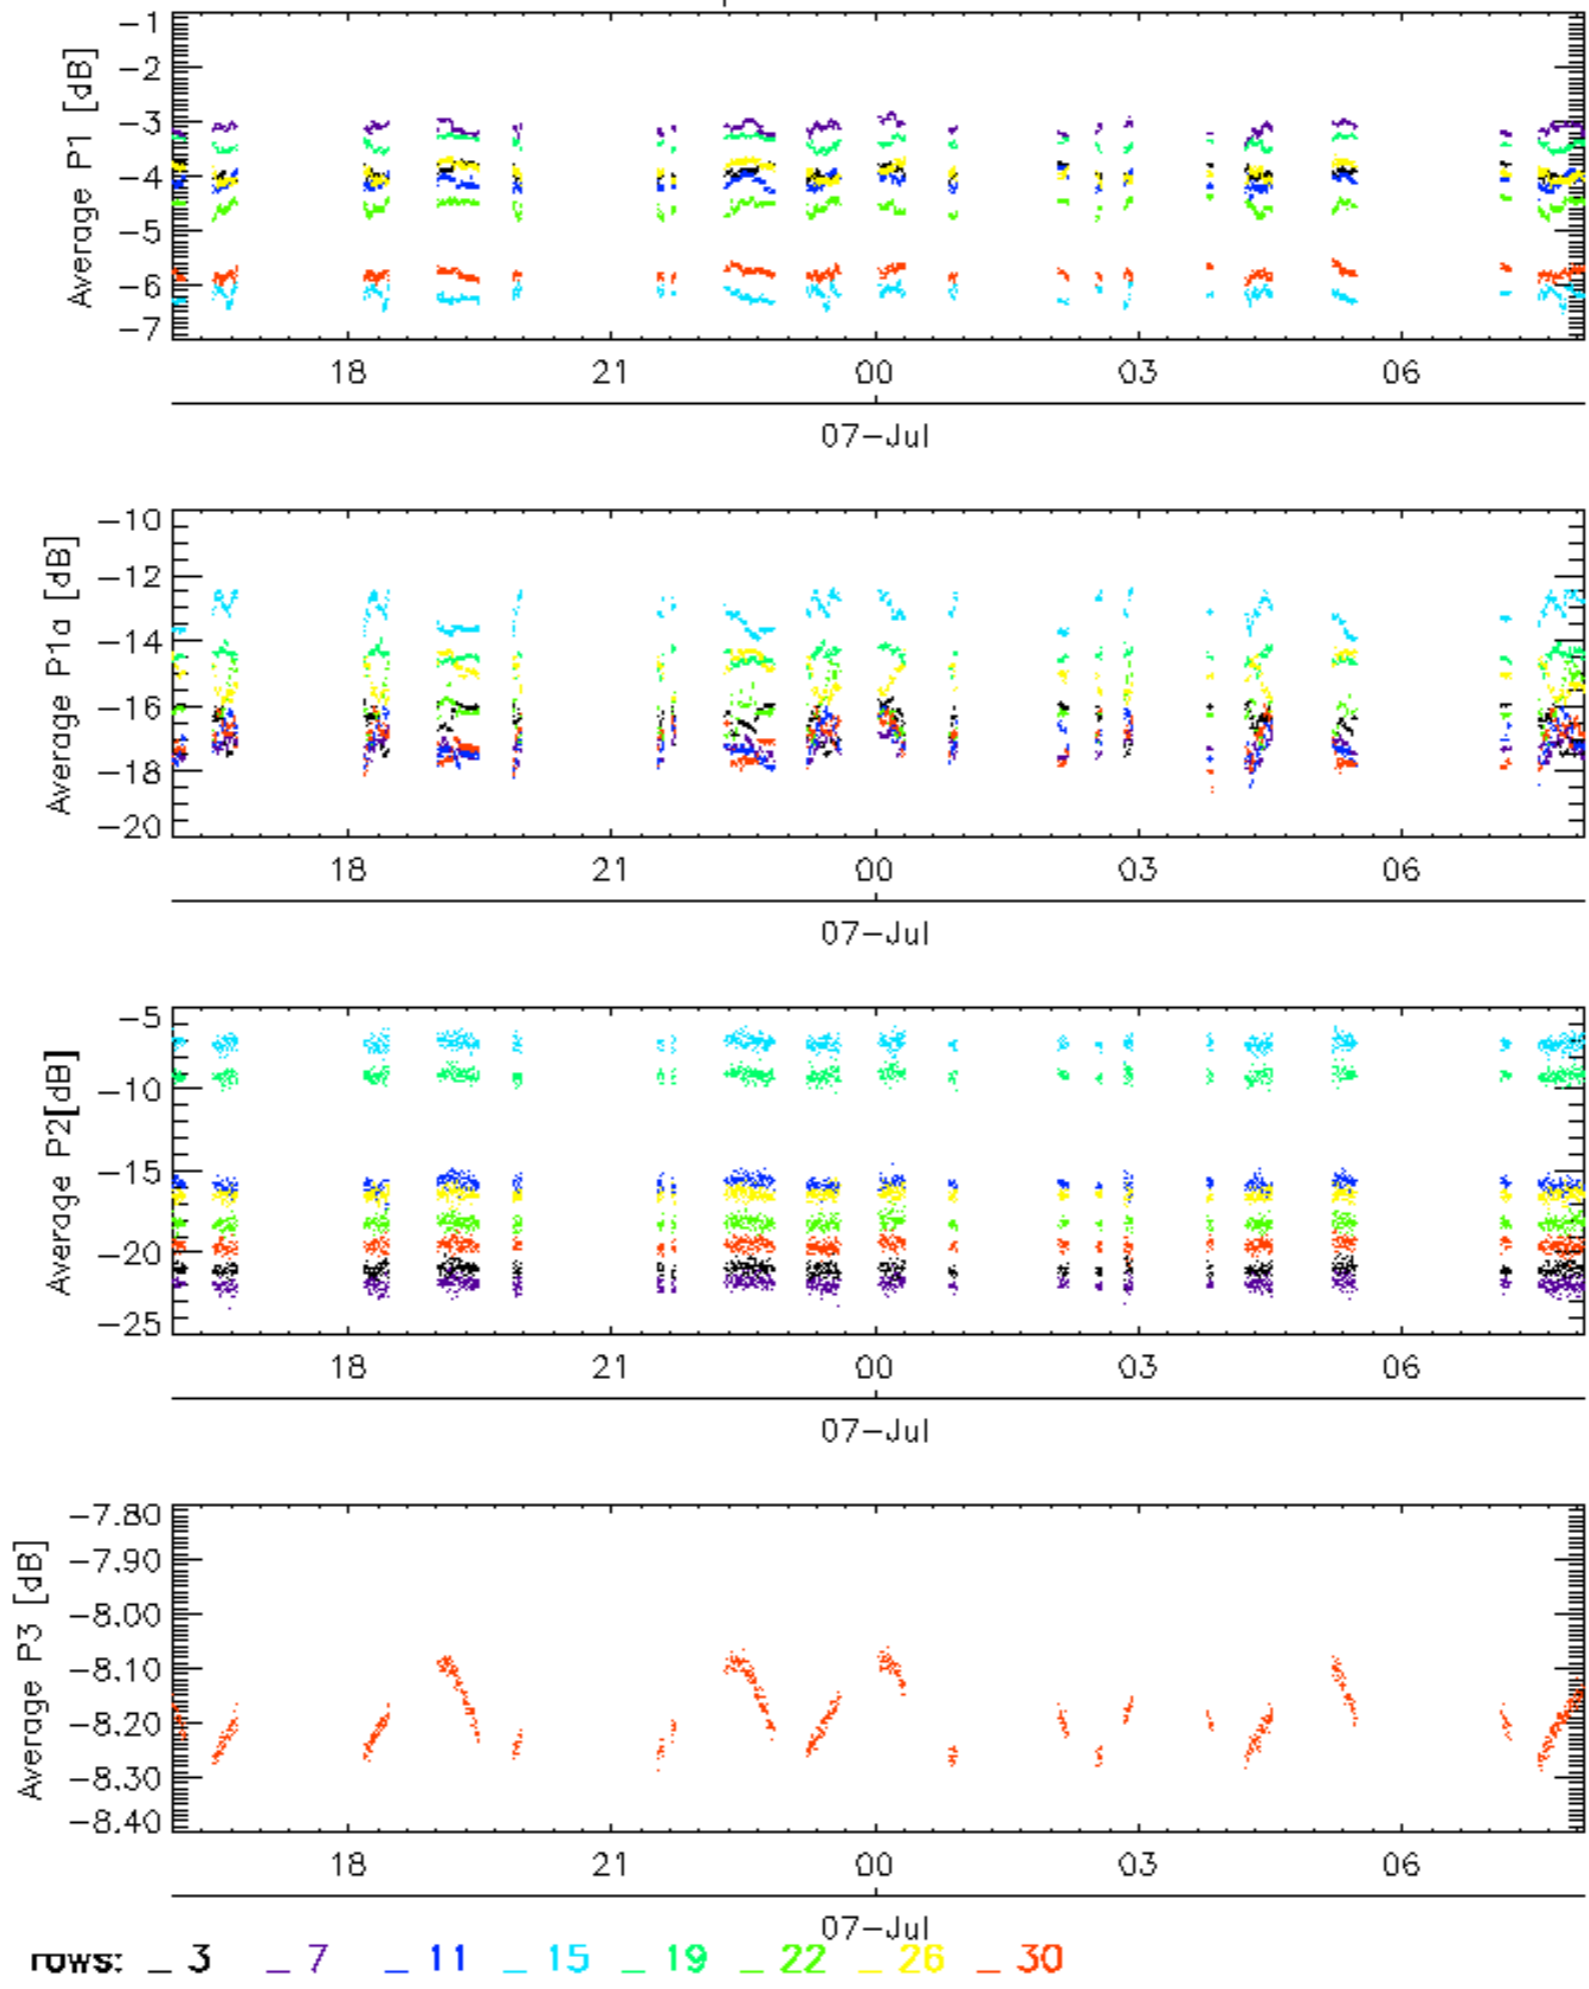 Average P1 [dB]
−1
−2
−3
−4
−5
−6
−7
18 21 00 03 06
07−Jul
Average P1a [dB]
−10
−12
−14
−16
−18
−20
18 21 00 03 06
07−Jul
Average P2[dB]
−5
−10
−15
−20
−25
18 21 00 03 06
07−Jul
Average P3 [dB]
−7.80
−7.90
−8.00
−8.10
−8.20
−8.30
−8.40
18 21 00 03 06
07−Jul
rows: _ 3 _ 7 _ 11 _ 15 _ 19 _ 22 _ 26 _ 30